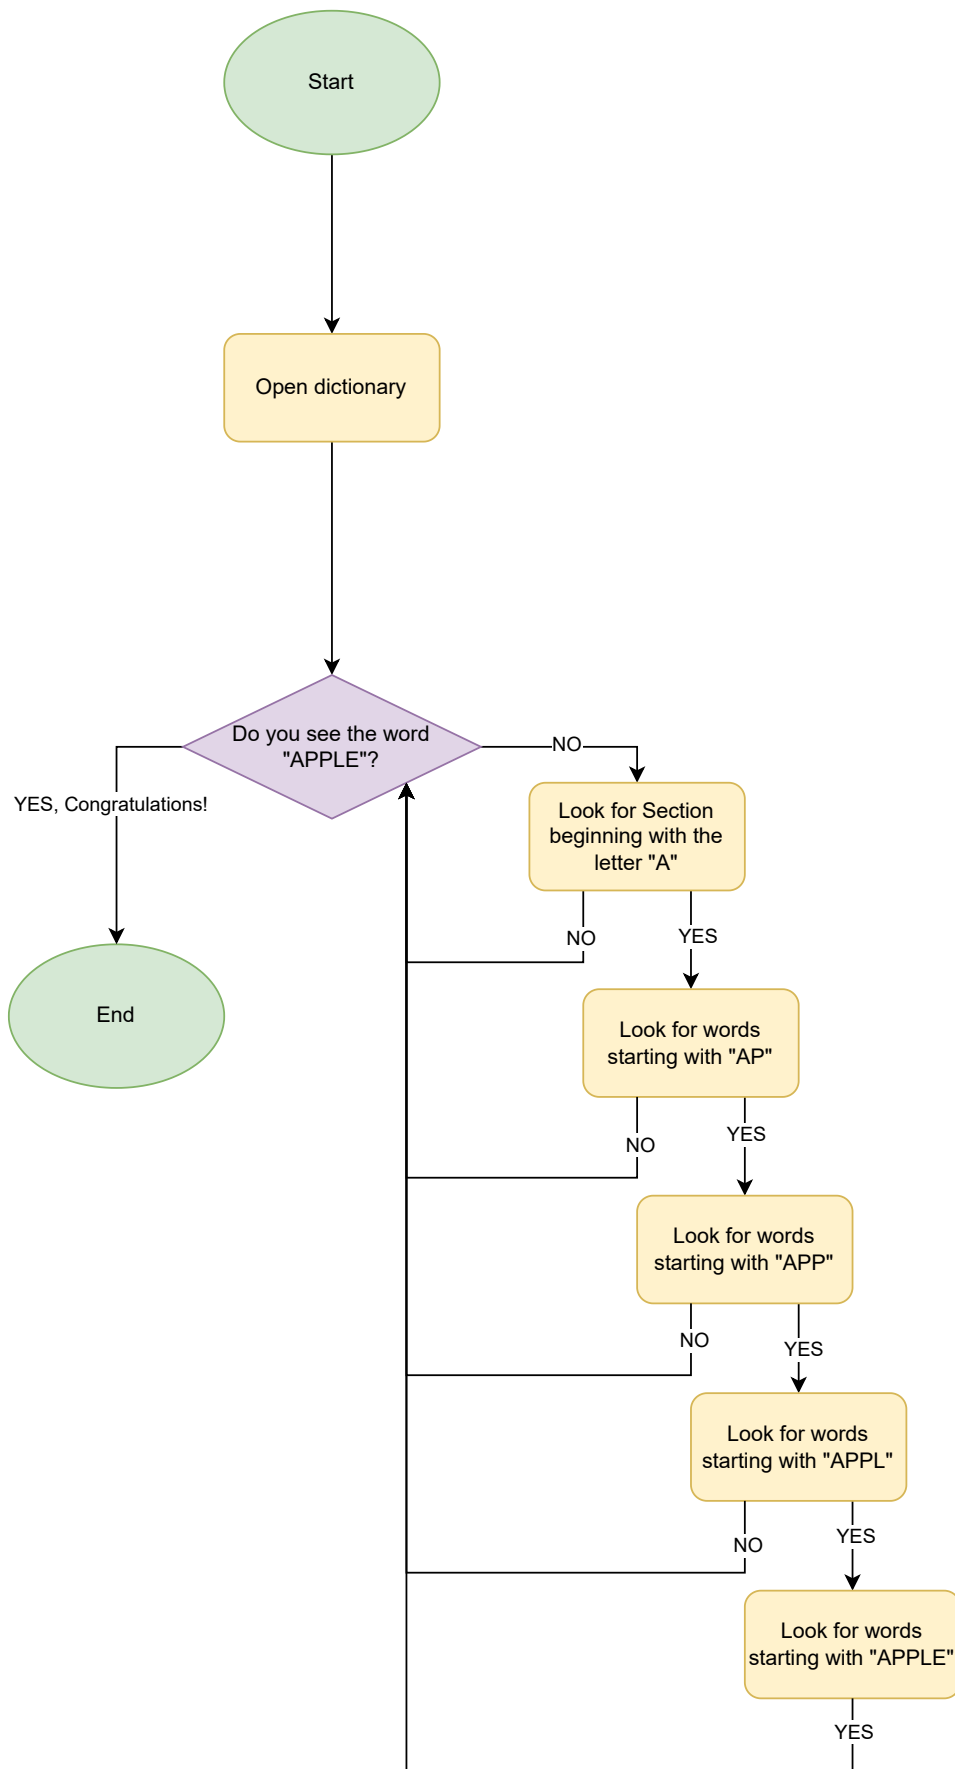 Start
Open dictionary
Do you see the word
"APPLE"?
NO
YES, Congratulations!
Look for Section
beginning with the
letter "A"
NO
YES
End
Look for words
starting with "AP"
NO
YES
Look for words
starting with "APP"
NO
YES
Look for words
starting with "APPL"
NO
YES
Look for words
starting with "APPLE"
YES